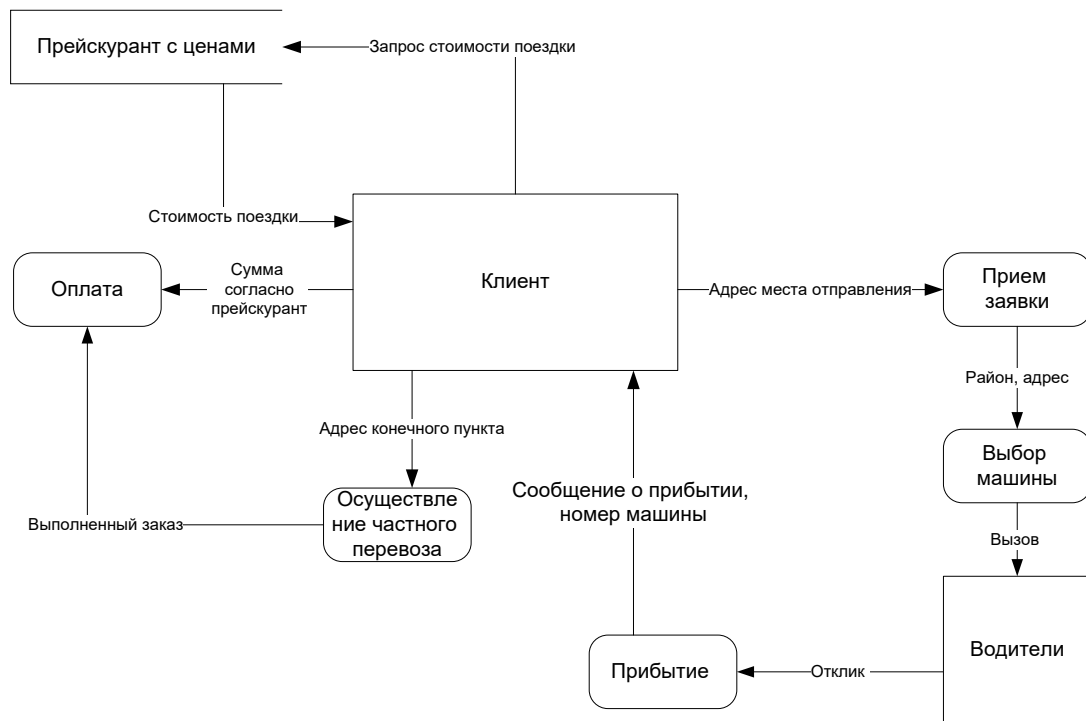 Прейскурант с ценами
Запрос стоимости поездки
Стоимость поездки
Оплата
Сумма
согласно
прейскурант
Клиент
Адрес места отправления
Прием
заявки
Район, адрес
Адрес конечного пункта
Выбор
машины
Сообщение о прибытии,
номер машины
Осуществле
ние частного
перевоза
Выполненный заказ
Вызов
Водители
Прибытие
Отклик